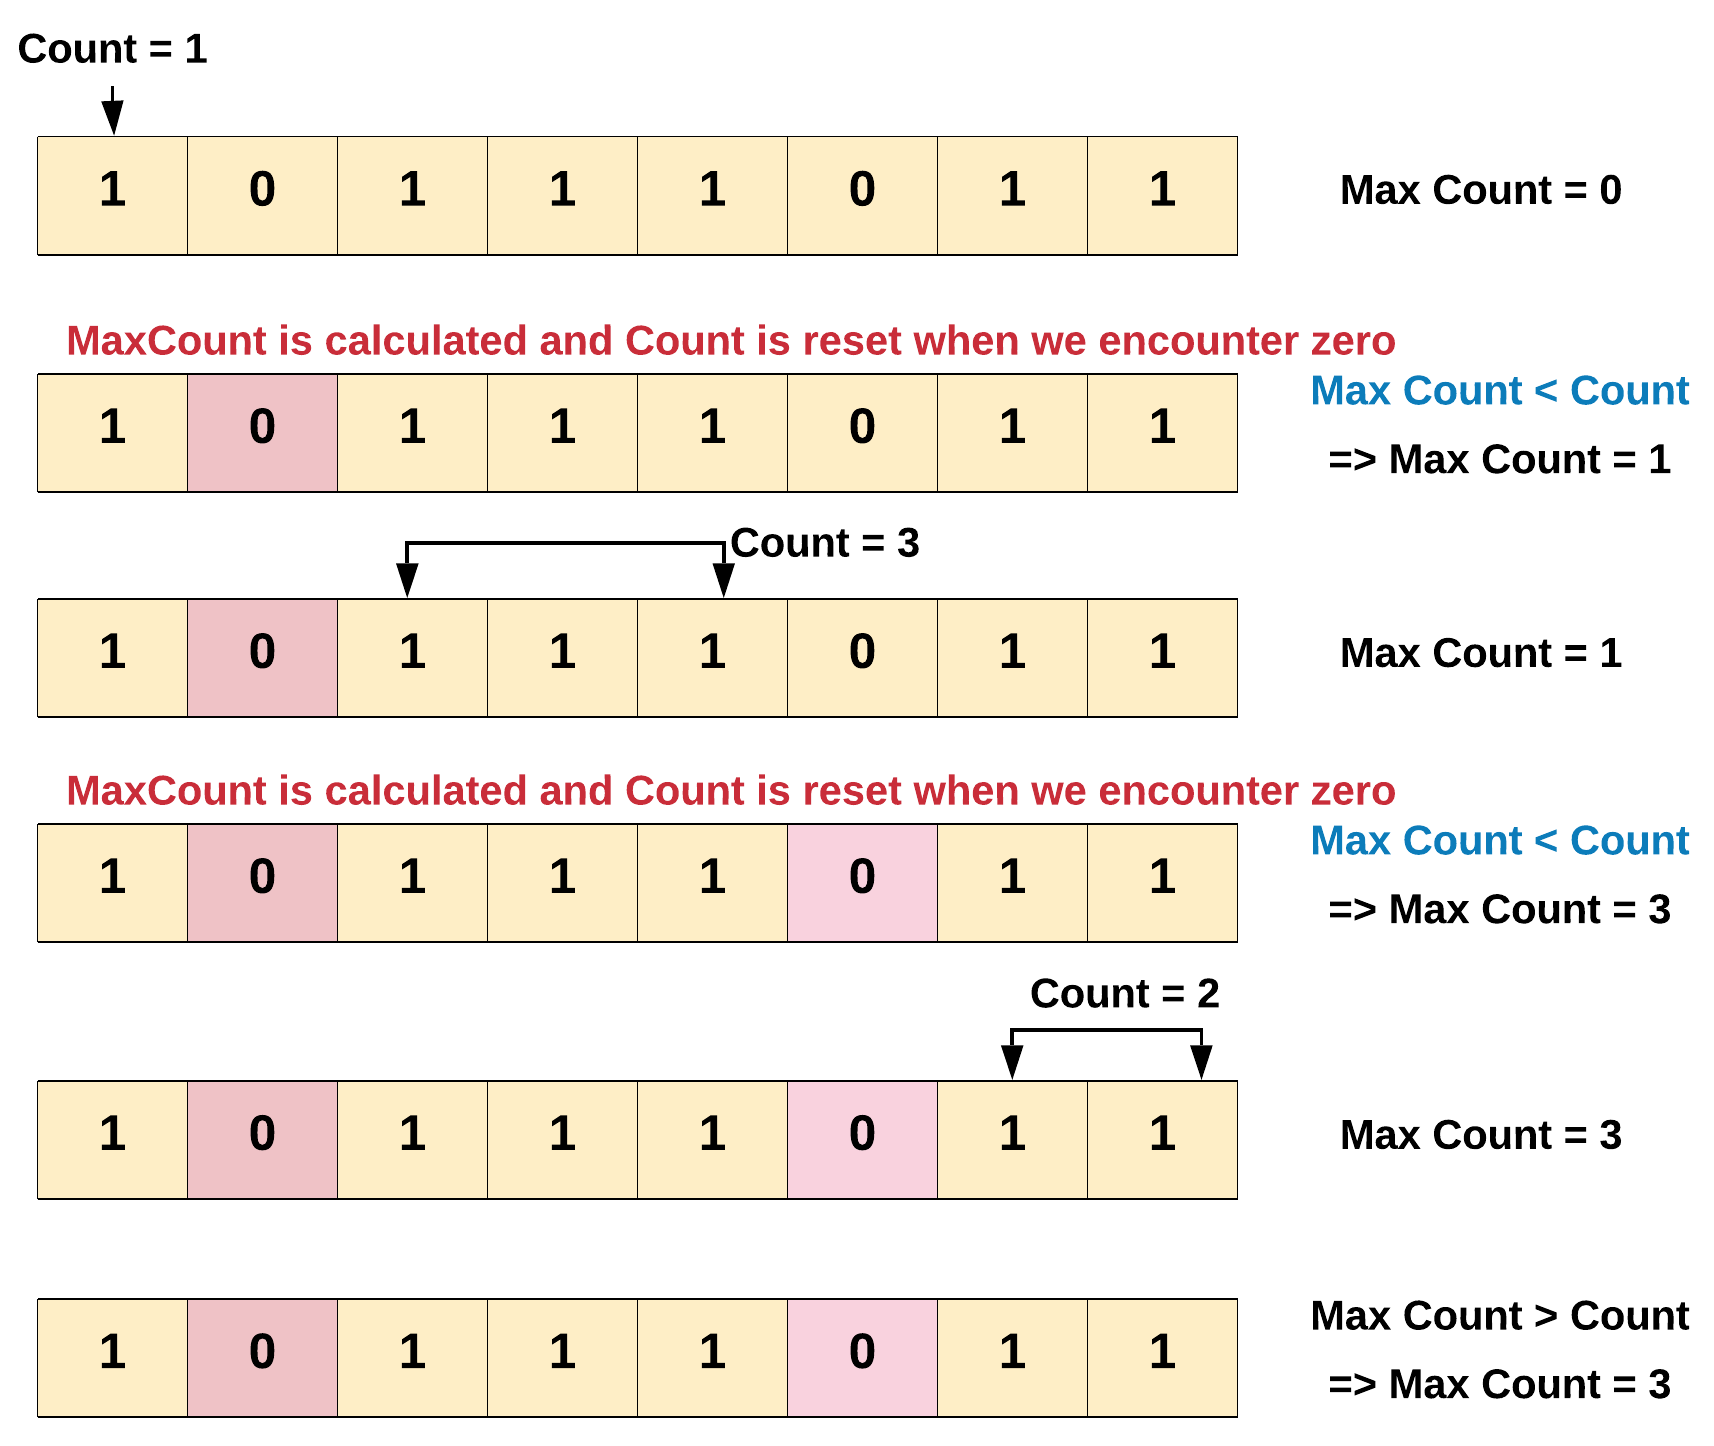 Count = 1
1 0 1 1 1 0 1 1 Max Count = 0
MaxCount is calculated and Count is reset when we encounter zero
Max Count < Count
1 0 1 1 1 0 1 1
=> Max Count = 1
Count = 3
1 0 1 1 1 0 1 1 Max Count = 1
MaxCount is calculated and Count is reset when we encounter zero
Max Count < Count
1 0 1 1 1 0 1 1
=> Max Count = 3
Count = 2
1 0 1 1 1 0 1 1 Max Count = 3
Max Count > Count
1 0 1 1 1 0 1 1
=> Max Count = 3